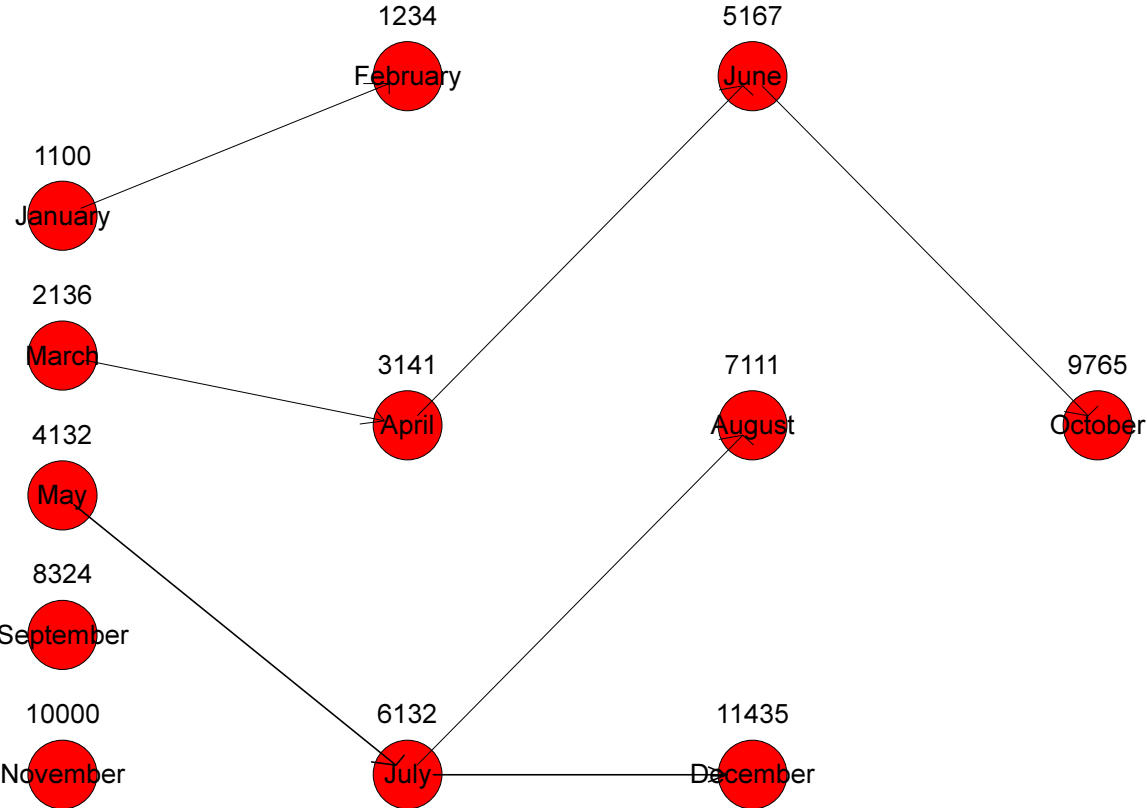 1234
February
5167
June
1100
January
2136
March
3141
April
7111
August
9765
October
4132
May
8324
September
10000
November
6132
July
11435
December